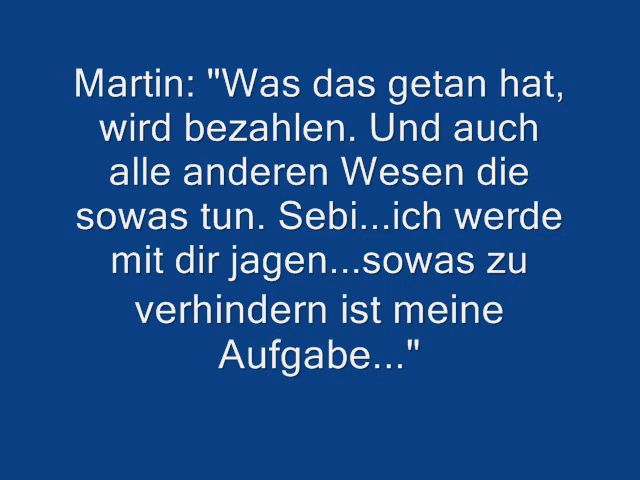 Martin: "Was das getan hat,
wird bezahlen. Und auch
alle anderen Wesen die
sowas tun. Sebi...ich werde
mit dir jagen...sowas zu
verhindern ist meine
Aufgabe..."